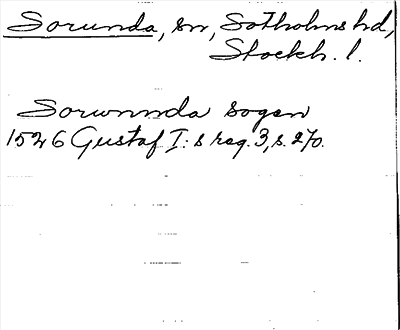 Sorunda, sn, Sotholms hd,
Stockh. l.
Sorwnnda sogen
1526 Gustaf I:s reg. 3, s. 270.